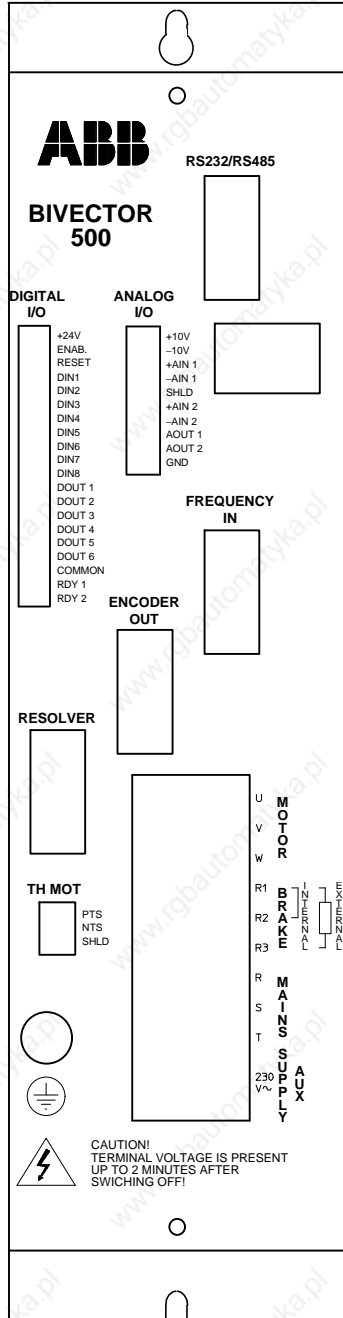 ABB
RS232/RS485
BIVECTOR
500
DIGITAL
I/O
+24V
ENAB.
RESET
DIN1
DIN2
DIN3
DIN4
DIN5
DIN6
DIN7
DIN8
DOUT 1
DOUT 2
DOUT 3
DOUT 4
DOUT 5
DOUT 6
COMMON
RDY 1
RDY 2
ANALOG
I/O
+10V
–10V
+AIN 1
–AIN 1
SHLD
+AIN 2
–AIN 2
AOUT 1
AOUT 2
GND
FREQUENCY
IN
ENCODER
OUT
RESOLVER
TH MOT
PTS
NTS
SHLD
U
V
W
MOTOR
R1
R2
R3
BRAKE
INTERNAL
EXTERNAL
R
S
T
MAINS SUPPLY
230
V~
AUX
CAUTION!
TERMINAL VOLTAGE IS PRESENT
UP TO 2 MINUTES AFTER
SWICHING OFF!
www.rgbautomatyka.pl